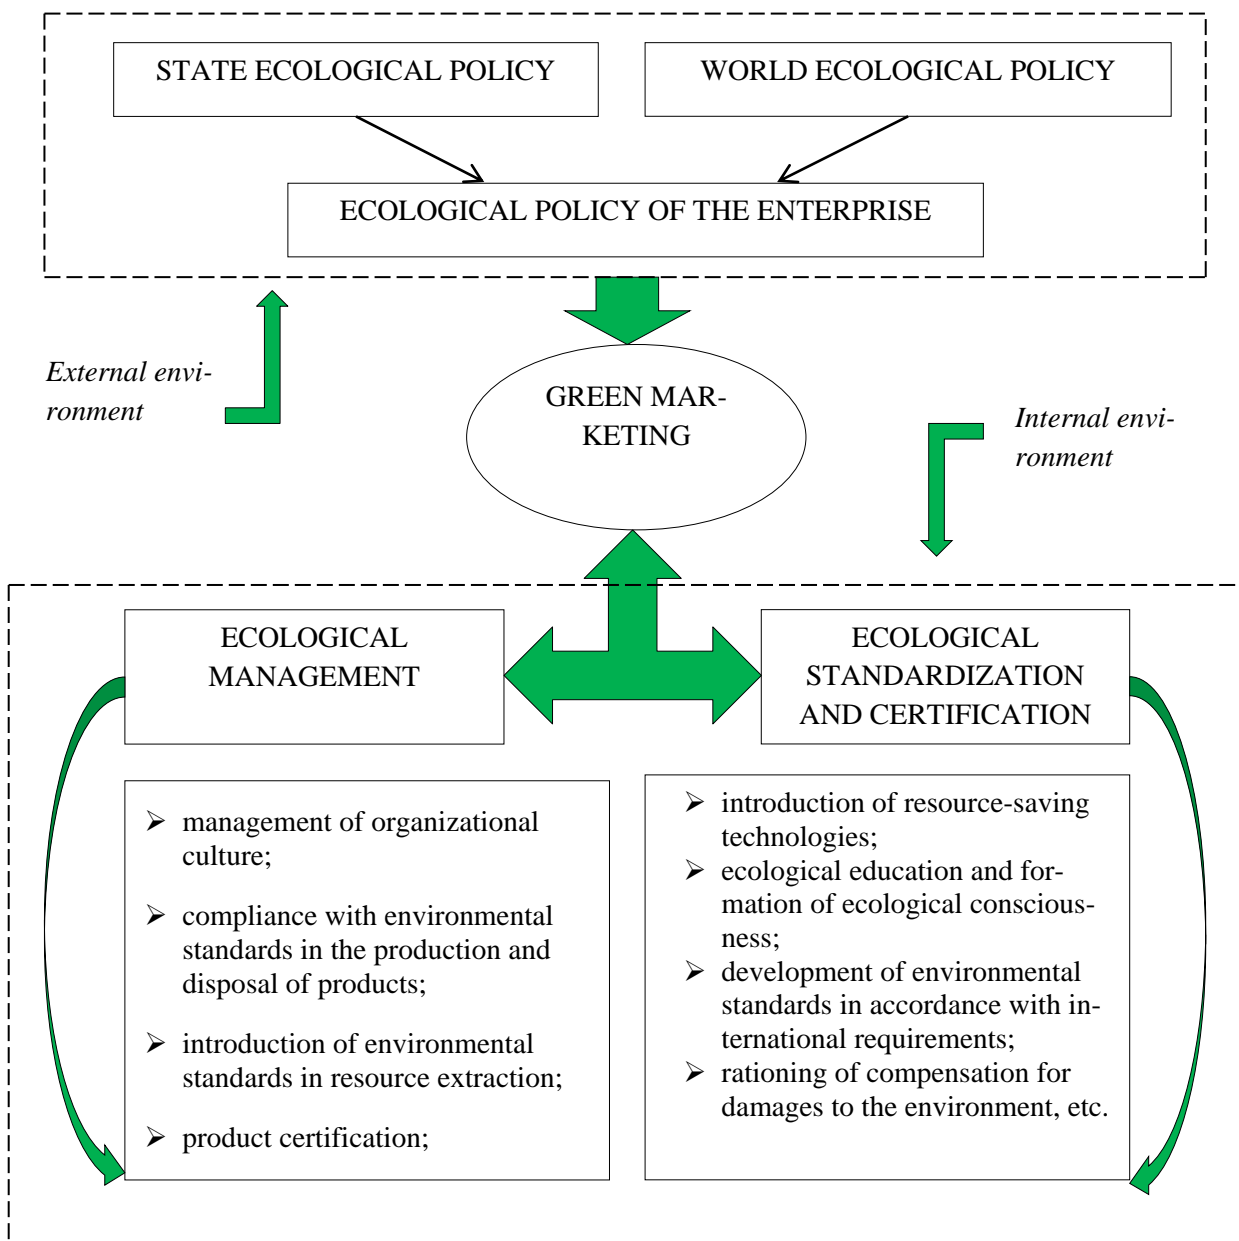 STATE ECOLOGICAL POLICY
WORLD ECOLOGICAL POLICY
ECOLOGICAL POLICY OF THE ENTERPRISE
External envi-
ronment
GREEN MAR-
KETING
Internal envi-
ronment
ECOLOGICAL
MANAGEMENT
ECOLOGICAL
STANDARDIZATION
AND CERTIFICATION
➢ management of organizational
culture;
➢ compliance with environmental
standards in the production and
disposal of products;
➢ introduction of environmental
standards in resource extraction;
➢ product certification;
➢ introduction of resource-saving
technologies;
➢ ecological education and for-
mation of ecological conscious-
ness;
➢ development of environmental
standards in accordance with in-
ternational requirements;
➢ rationing of compensation for
damages to the environment, etc.